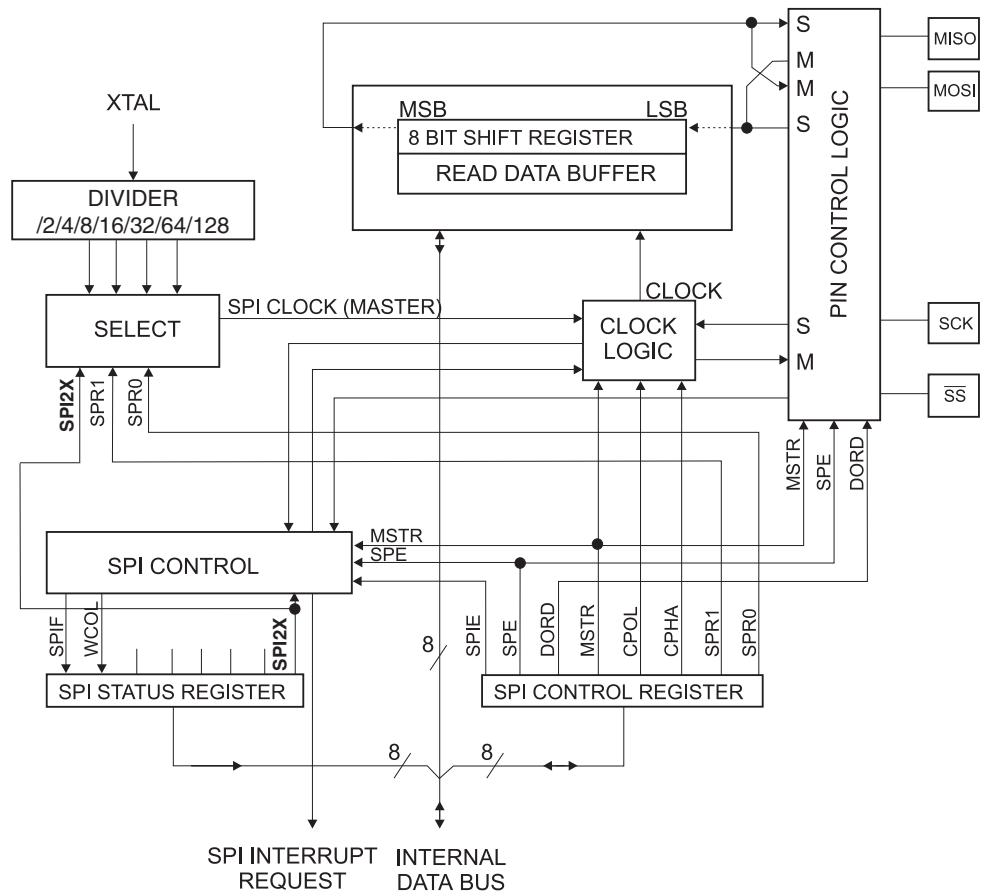 XTAL
DIVIDER
/2/4/8/16/32/64/128
SELECT
SPI2X
SPR1
SPR0
SPI CLOCK (MASTER)
MSB
LSB
8 BIT SHIFT REGISTER
READ DATA BUFFER
CLOCK
CLOCK
LOGIC
S
M
M
S
S
M
PIN CONTROL LOGIC
MISO
MOSI
SCK
SS
MSTR
SPE
DORD
MSTR
SPE
SPI CONTROL
SPIF
WCOL
SPI2X
SPI STATUS REGISTER
8
SPIE
SPE
DORD
MSTR
CPOL
CPHA
SPR1
SPR0
SPI CONTROL REGISTER
8
8
SPI INTERRUPT
REQUEST
INTERNAL
DATA BUS